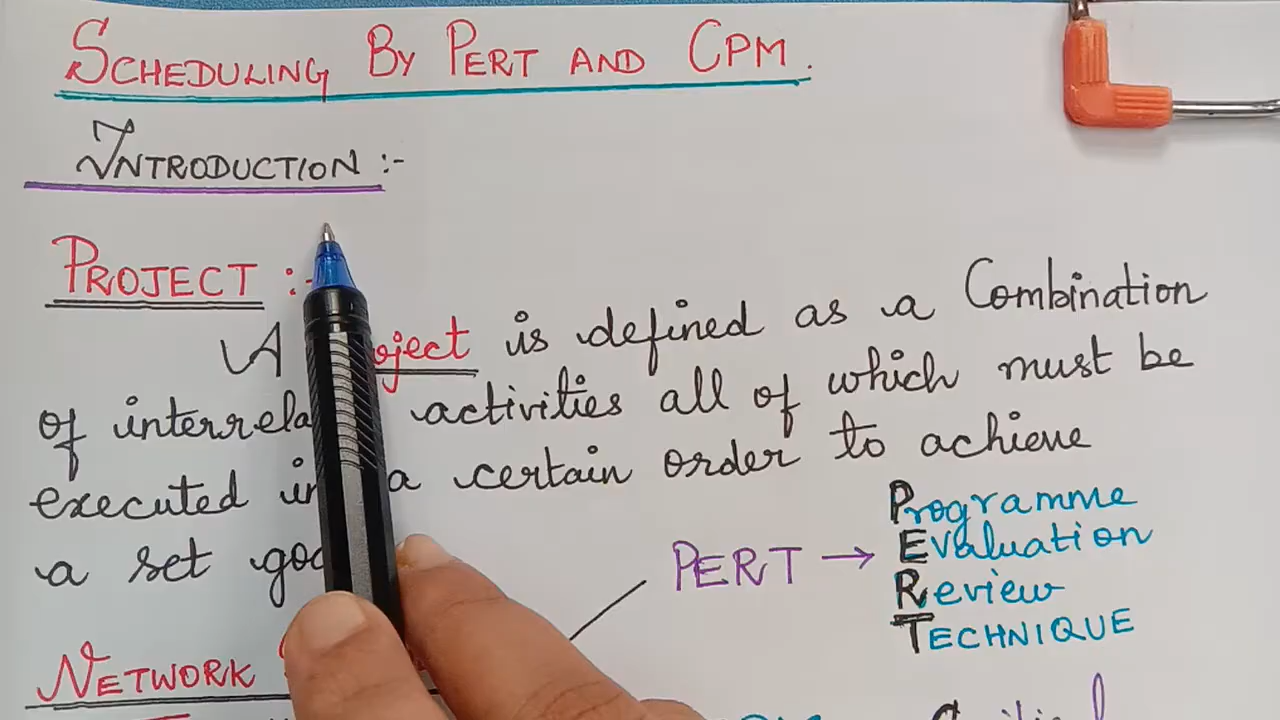 SCHEDULING BY PERT AND CPM.
INTRODUCTION :-
PROJECT :-
A is defined as a Combination
of activities all of which must be
executed in a certain order to achieve
a set
PERT → Programme
Evaluation
Review
TECHNIQUE
NETWORK